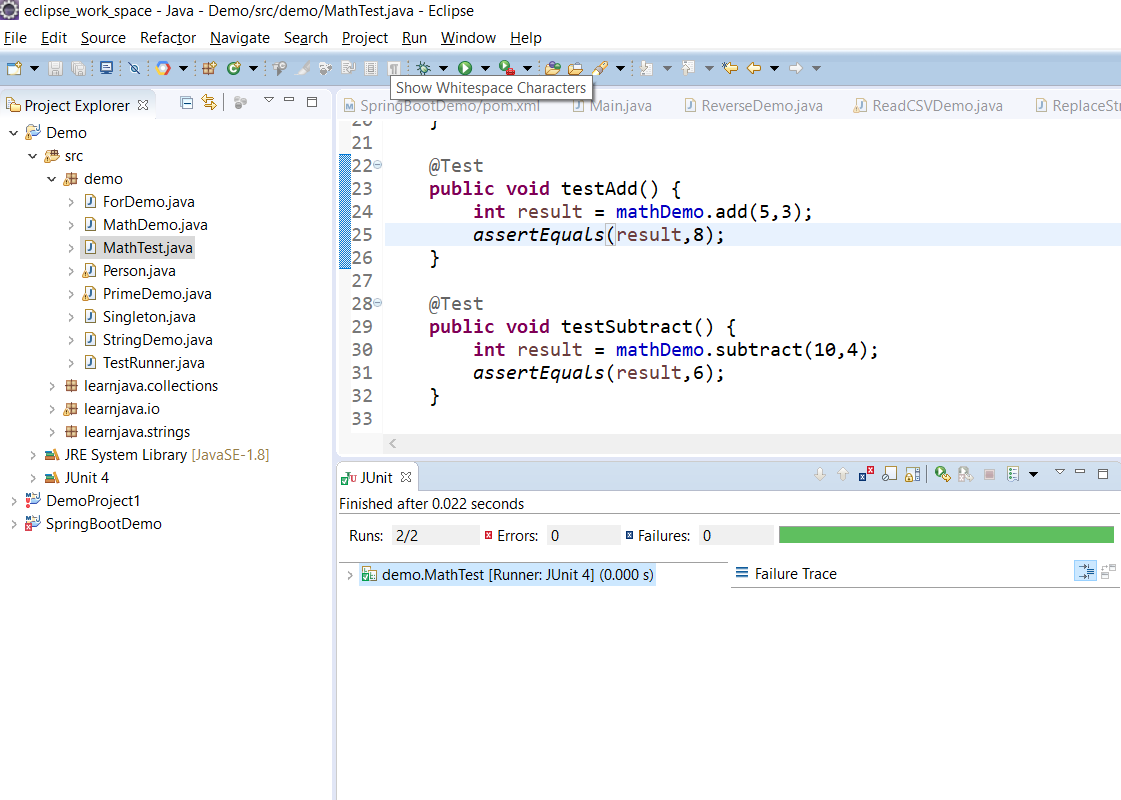 eclipse_work_space - Java - Demo/src/demo/MathTest.java - Eclipse
File Edit Source Refactor Navigate Search Project Run Window Help
Show Whitespace Characters
Project Explorer
SpringBootDemo/pom.xml Main.java ReverseDemo.java ReadCSVDemo.java ReplaceStr
Demo
src
demo
ForDemo.java
MathDemo.java
MathTest.java
Person.java
PrimeDemo.java
Singleton.java
StringDemo.java
TestRunner.java
learnjava.collections
learnjava.io
learnjava.strings
JRE System Library [JavaSE-1.8]
JUnit 4
DemoProject1
SpringBootDemo
20 }
21
22 @Test
23 public void testAdd() {
24 int result = mathDemo.add(5,3);
25 assertEquals(result,8);
26 }
27
28 @Test
29 public void testSubtract() {
30 int result = mathDemo.subtract(10,4);
31 assertEquals(result,6);
32 }
33
JUnit
Finished after 0.022 seconds
Runs: 2/2 Errors: 0 Failures: 0
demo.MathTest [Runner: JUnit 4] (0.000 s)
Failure Trace